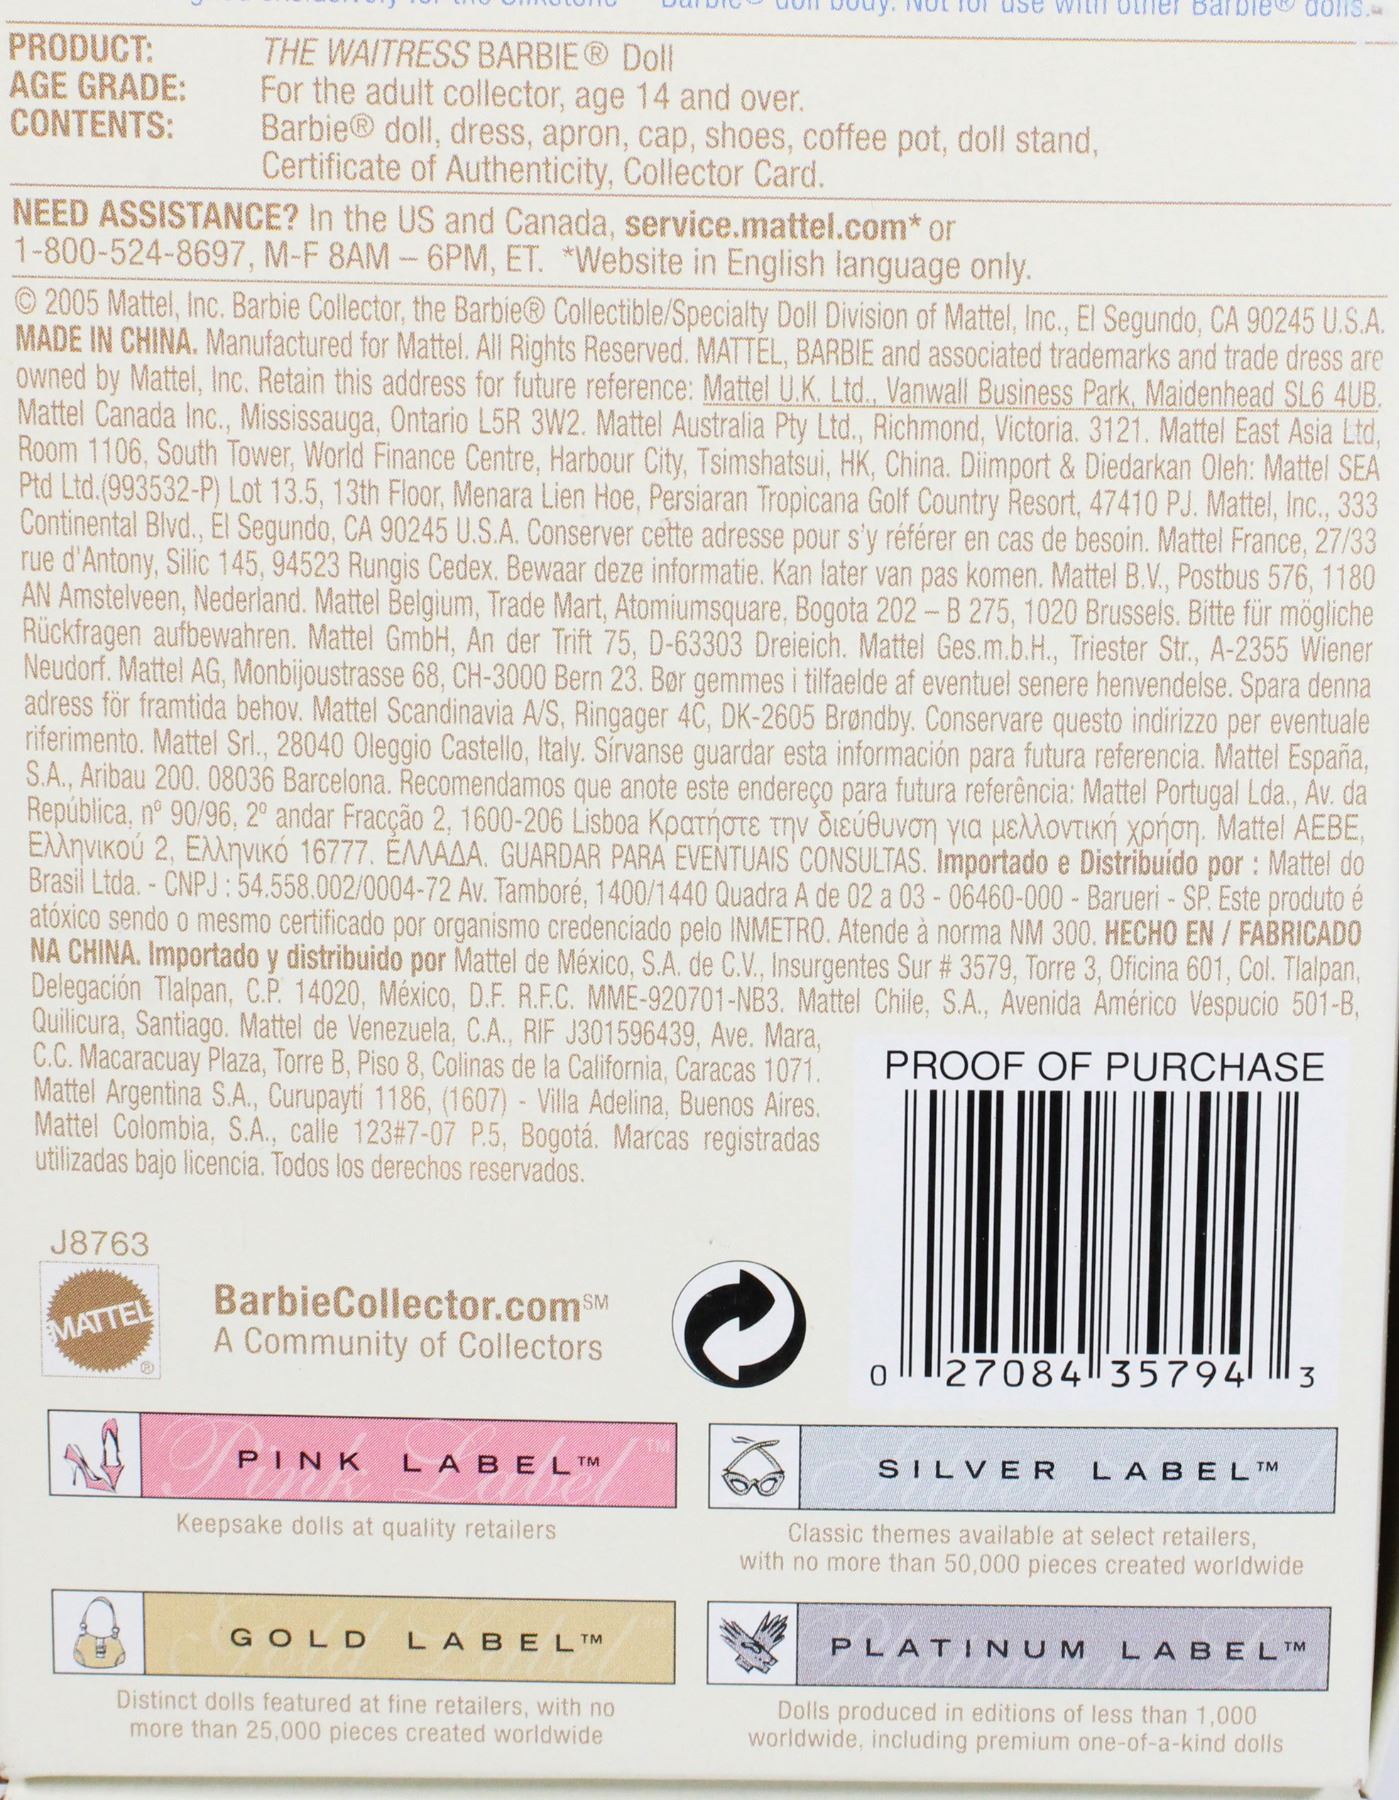 Barbie® doll body. Not for use with other Barbie® dolls.
PRODUCT: THE WAITRESS BARBIE® Doll
AGE GRADE: For the adult collector, age 14 and over.
CONTENTS: Barbie® doll, dress, apron, cap, shoes, coffee pot, doll stand,
Certificate of Authenticity, Collector Card.
NEED ASSISTANCE? In the US and Canada, service.mattel.com* or
1-800-524-8697, M-F 8AM – 6PM, ET. *Website in English language only.
© 2005 Mattel, Inc. Barbie Collector, the Barbie® Collectible/Specialty Doll Division of Mattel, Inc., El Segundo, CA 90245 U.S.A.
MADE IN CHINA. Manufactured for Mattel. All Rights Reserved. MATTEL, BARBIE and associated trademarks and trade dress are
owned by Mattel, Inc. Retain this address for future reference: Mattel U.K. Ltd., Vanwall Business Park, Maidenhead SL6 4UB.
Mattel Canada Inc., Mississauga, Ontario L5R 3W2. Mattel Australia Pty Ltd., Richmond, Victoria. 3121. Mattel East Asia Ltd,
Room 1106, South Tower, World Finance Centre, Harbour City, Tsimshatsui, HK, China. Diimport & Diedarkan Oleh: Mattel SEA
Ptd Ltd.(993532-P) Lot 13.5, 13th Floor, Menara Lien Hoe, Persiaran Tropicana Golf Country Resort, 47410 PJ. Mattel, Inc., 333
Continental Blvd., El Segundo, CA 90245 U.S.A. Conserver cette adresse pour s'y référer en cas de besoin. Mattel France, 27/33
rue d'Antony, Silic 145, 94523 Rungis Cedex. Bewaar deze informatie. Kan later van pas komen. Mattel B.V., Postbus 576, 1180
AN Amstelveen, Nederland. Mattel Belgium, Trade Mart, Atomiumsquare, Bogota 202 – B 275, 1020 Brussels. Bitte für mögliche
Rückfragen aufbewahren. Mattel GmbH, An der Trift 75, D-63303 Dreieich. Mattel Ges.m.b.H., Triester Str., A-2355 Wiener
Neudorf. Mattel AG, Monbijoustrasse 68, CH-3000 Bern 23. Bør gemmes i tilfaelde af eventuel senere henvendelse. Spara denna
adress för framtida behov. Mattel Scandinavia A/S, Ringager 4C, DK-2605 Brøndby. Conservare questo indirizzo per eventuale
riferimento. Mattel Srl., 28040 Oleggio Castello, Italy. Sírvanse guardar esta información para futura referencia. Mattel España,
S.A., Aribau 200. 08036 Barcelona. Recomendamos que anote este endereço para futura referência: Mattel Portugal Lda., Av. da
República, nº 90/96, 2º andar Fracção 2, 1600-206 Lisboa Κρατήστε την διεύθυνση για μελλοντική χρήση. Mattel AEBE,
Ελληνικού 2, Ελληνικό 16777. ΕΛΛΑΔΑ. GUARDAR PARA EVENTUAIS CONSULTAS. Importado e Distribuído por : Mattel do
Brasil Ltda. - CNPJ : 54.558.002/0004-72 Av. Tamboré, 1400/1440 Quadra A de 02 a 03 - 06460-000 - Barueri - SP. Este produto é
atóxico sendo o mesmo certificado por organismo credenciado pelo INMETRO. Atende à norma NM 300. HECHO EN / FABRICADO
NA CHINA. Importado y distribuido por Mattel de México, S.A. de C.V., Insurgentes Sur # 3579, Torre 3, Oficina 601, Col. Tlalpan,
Delegación Tlalpan, C.P. 14020, México, D.F. R.F.C. MME-920701-NB3. Mattel Chile, S.A., Avenida Américo Vespucio 501-B,
Quilicura, Santiago. Mattel de Venezuela, C.A., RIF J301596439, Ave. Mara,
C.C. Macaracuay Plaza, Torre B, Piso 8, Colinas de la California, Caracas 1071.
Mattel Argentina S.A., Curupaytí 1186, (1607) - Villa Adelina, Buenos Aires.
Mattel Colombia, S.A., calle 123#7-07 P.5, Bogotá. Marcas registradas
utilizadas bajo licencia. Todos los derechos reservados.
PROOF OF PURCHASE
0 27084 35794 3
J8763
MATTEL ®
BarbieCollector.com℠
A Community of Collectors
PINK LABEL™
Keepsake dolls at quality retailers
SILVER LABEL™
Classic themes available at select retailers,
with no more than 50,000 pieces created worldwide
GOLD LABEL™
Distinct dolls featured at fine retailers, with no
more than 25,000 pieces created worldwide
PLATINUM LABEL™
Dolls produced in editions of less than 1,000
worldwide, including premium one-of-a-kind dolls